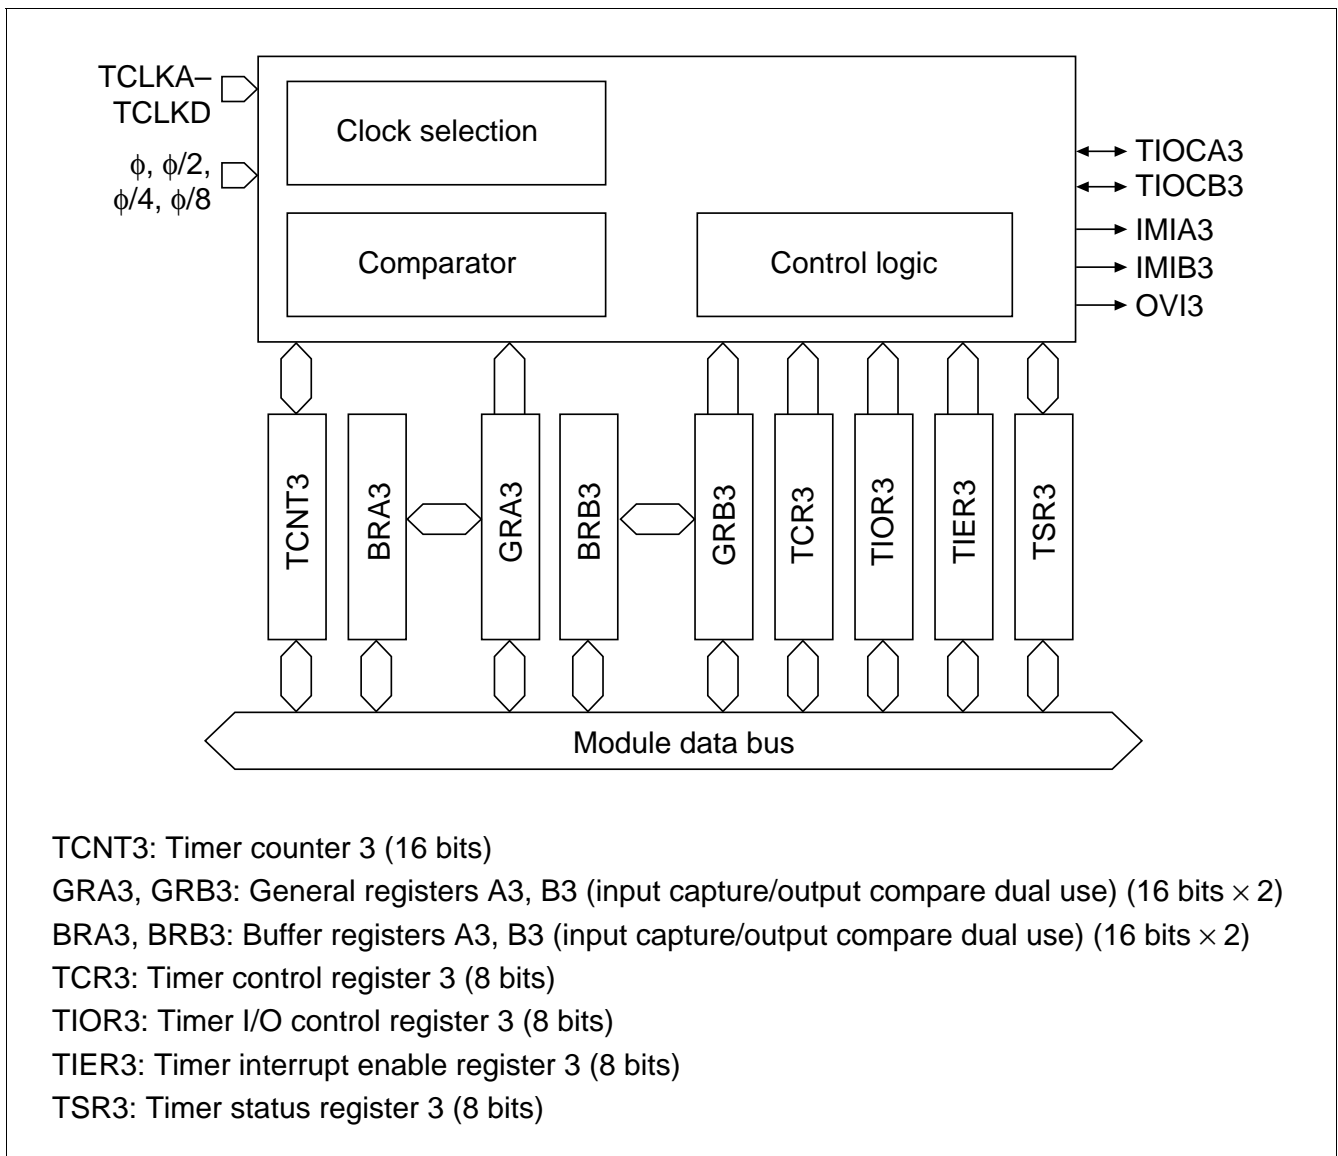 TCLKA–
TCLKD
ϕ, ϕ/2,
ϕ/4, ϕ/8
Clock selection
Comparator
Control logic
TIOCA3
TIOCB3
IMIA3
IMIB3
OVI3
TCNT3
BRA3
GRA3
BRB3
GRB3
TCR3
TIOR3
TIER3
TSR3
Module data bus
TCNT3: Timer counter 3 (16 bits)
GRA3, GRB3: General registers A3, B3 (input capture/output compare dual use) (16 bits × 2)
BRA3, BRB3: Buffer registers A3, B3 (input capture/output compare dual use) (16 bits × 2)
TCR3: Timer control register 3 (8 bits)
TIOR3: Timer I/O control register 3 (8 bits)
TIER3: Timer interrupt enable register 3 (8 bits)
TSR3: Timer status register 3 (8 bits)